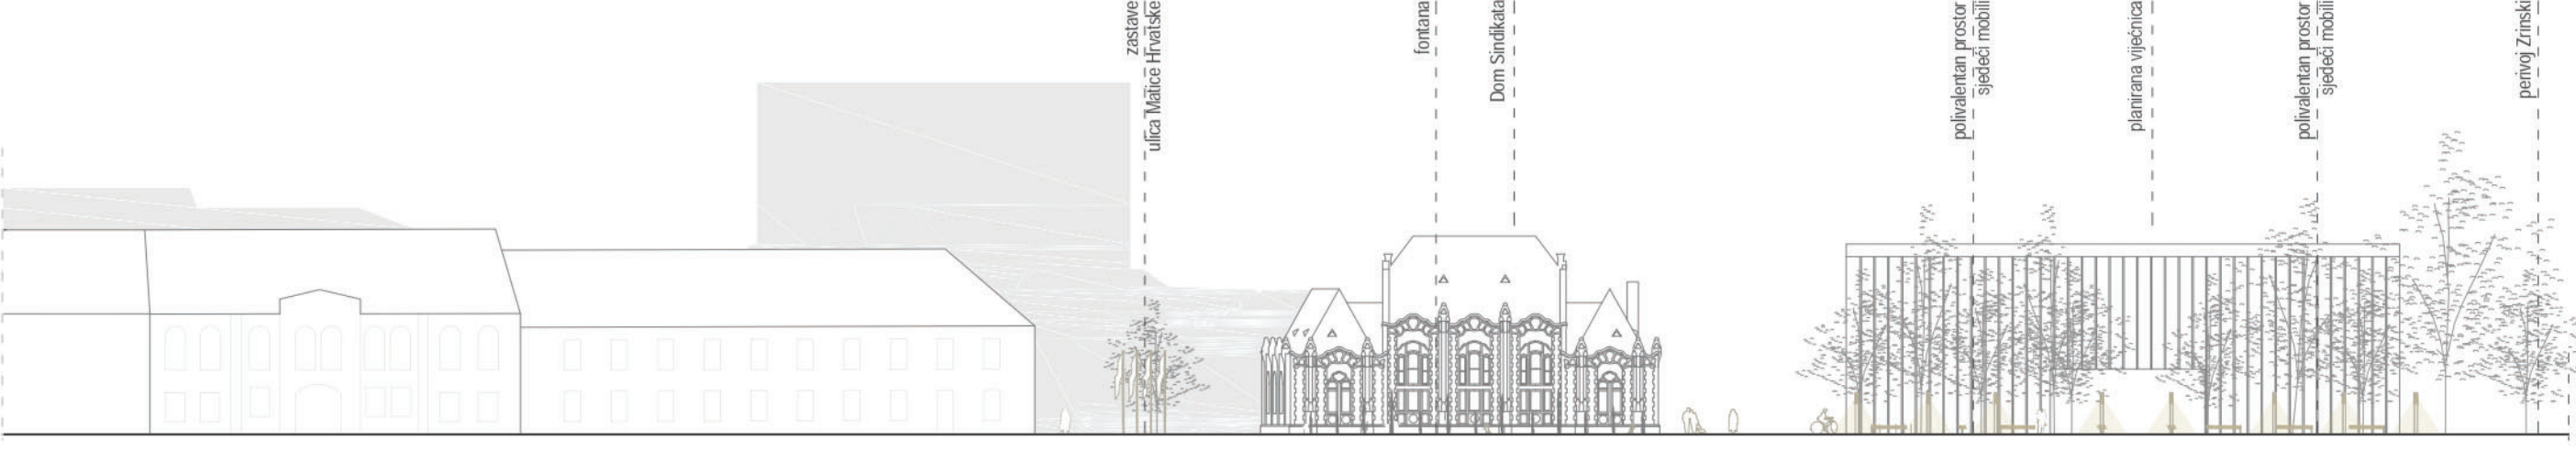 zastave
ulica Matice Hrvatske
fontana
Dom Sindikata
polivalentan prostor
sjedeći mobili
planirana vijećnica
polivalentan prostor
sjedeći mobili
perivoj Zrinski